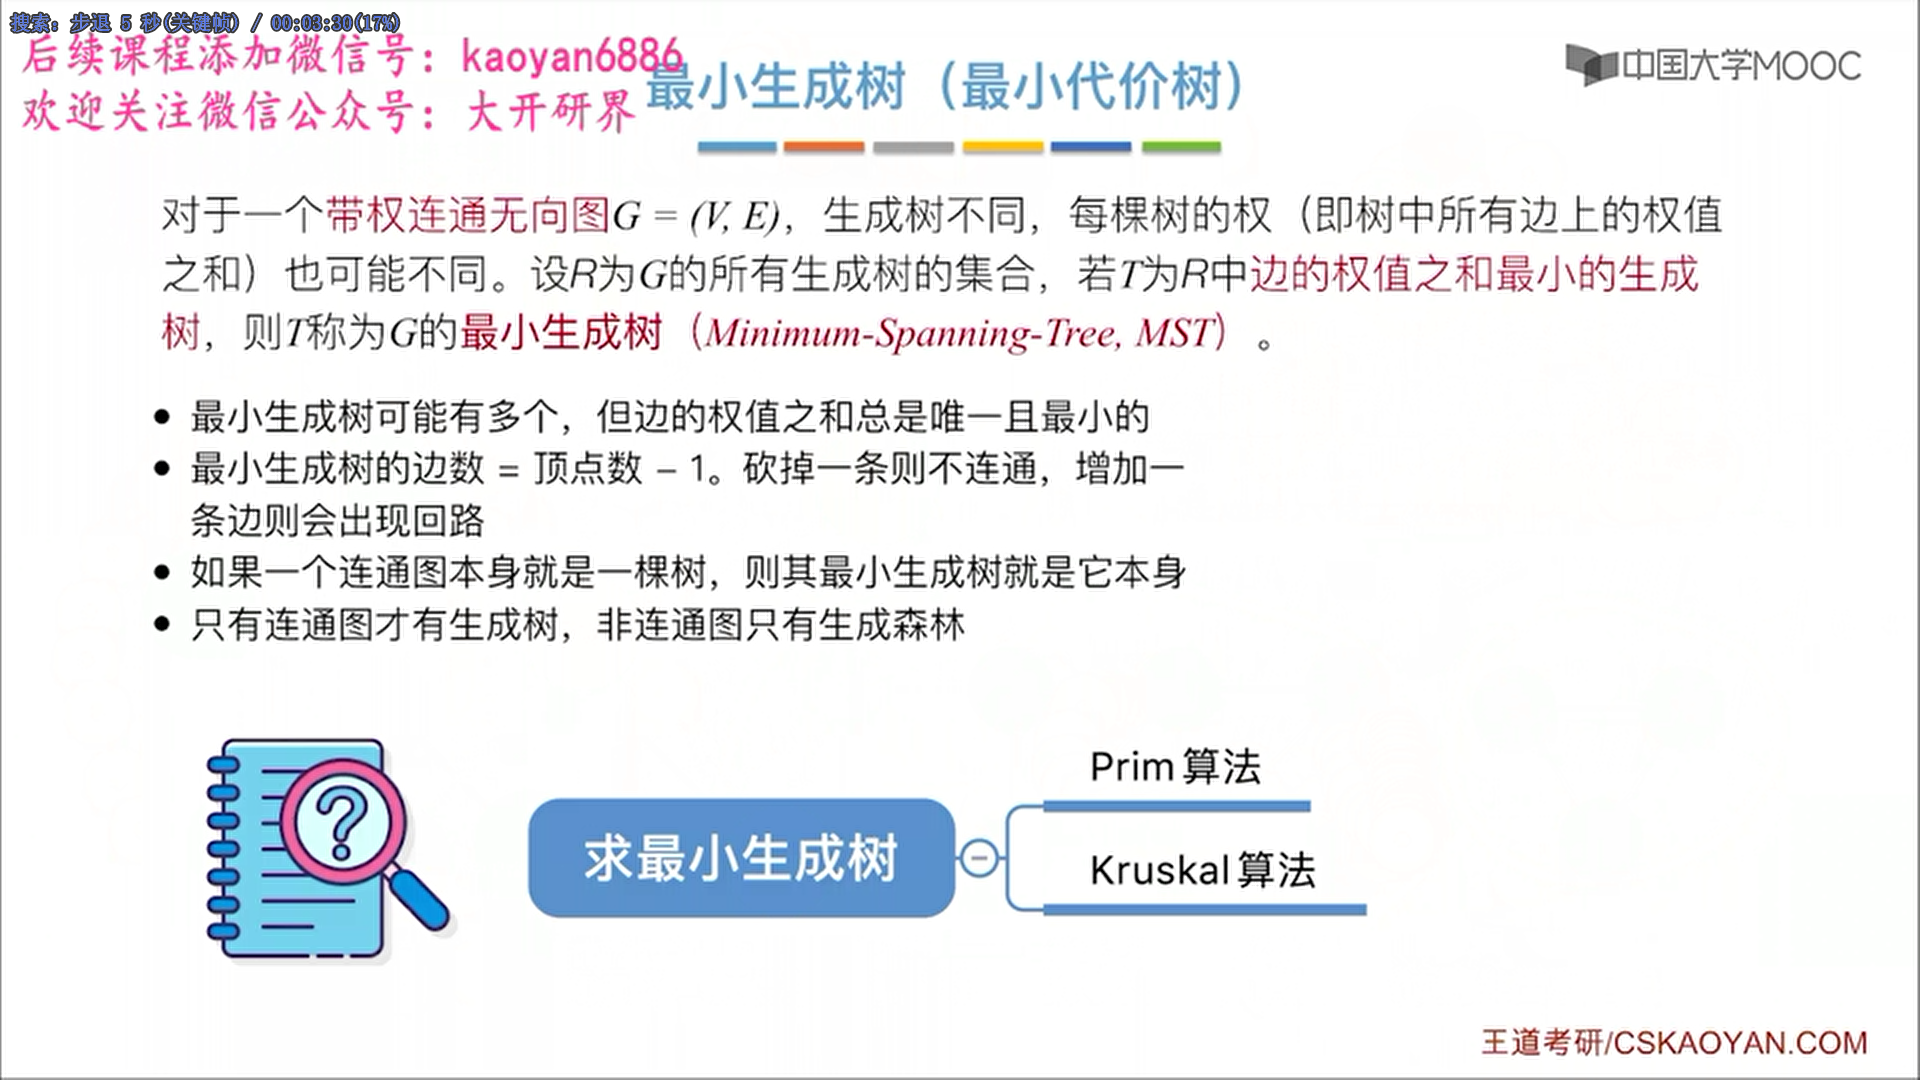 搜索: 步退 5 秒(关键帧) / 00:03:30(17%)
后续课程添加微信号：kaoyan6886
欢迎关注微信公众号：大开研界
最小生成树（最小代价树）
中国大学MOOC
对于一个带权连通无向图G = (V, E)，生成树不同，每棵树的权（即树中所有边上的权值
之和）也可能不同。设R为G的所有生成树的集合，若T为R中边的权值之和最小的生成
树，则T称为G的最小生成树（Minimum-Spanning-Tree, MST）。
● 最小生成树可能有多个，但边的权值之和总是唯一且最小的
● 最小生成树的边数 = 顶点数 - 1。砍掉一条则不连通，增加一
条边则会出现回路
● 如果一个连通图本身就是一棵树，则其最小生成树就是它本身
● 只有连通图才有生成树，非连通图只有生成森林
Prim 算法
求最小生成树
Kruskal 算法
王道考研/CSKAOYAN.COM